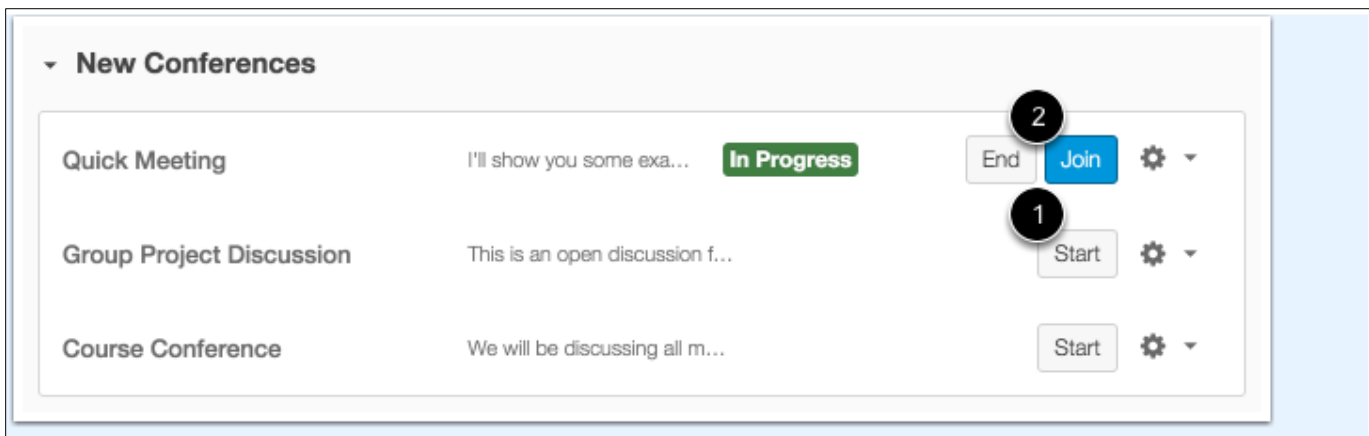 New Conferences
2
Quick Meeting I'll show you some exa... In Progress End Join
1
Group Project Discussion This is an open discussion f... Start
Course Conference We will be discussing all m... Start